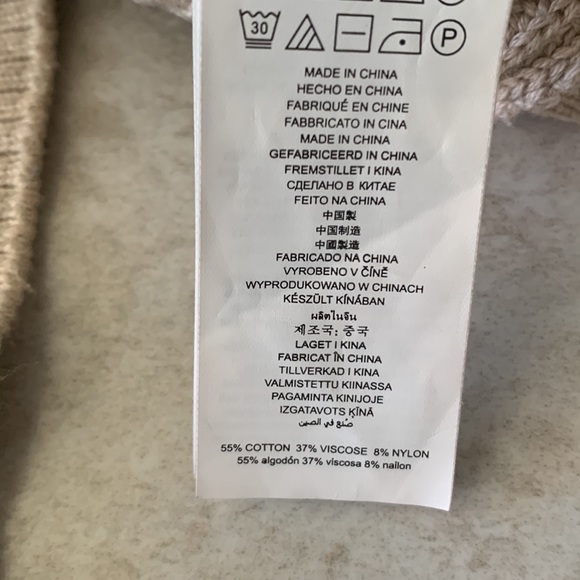 30 P
MADE IN CHINA
HECHO EN CHINA
FABRIQUÉ EN CHINE
FABBRICATO IN CINA
MADE IN CHINA
GEFABRICEERD IN CHINA
FREMSTILLET I KINA
СДЕЛАНО В КИТАЕ
FEITO NA CHINA
中国製
中国制造
中國製造
FABRICADO NA CHINA
VYROBENO V ČÍNĚ
WYPRODUKOWANO W CHINACH
KÉSZÜLT KÍNÁBAN
ผลิตในจีน
제조국: 중국
LAGET I KINA
FABRICAT ÎN CHINA
TILLVERKAD I KINA
VALMISTETTU KIINASSA
PAGAMINTA KINIJOJE
IZGATAVOTS ĶĪNĀ
صُنع في الصين
55% COTTON 37% VISCOSE 8% NYLON
55% algodón 37% viscosa 8% nailon